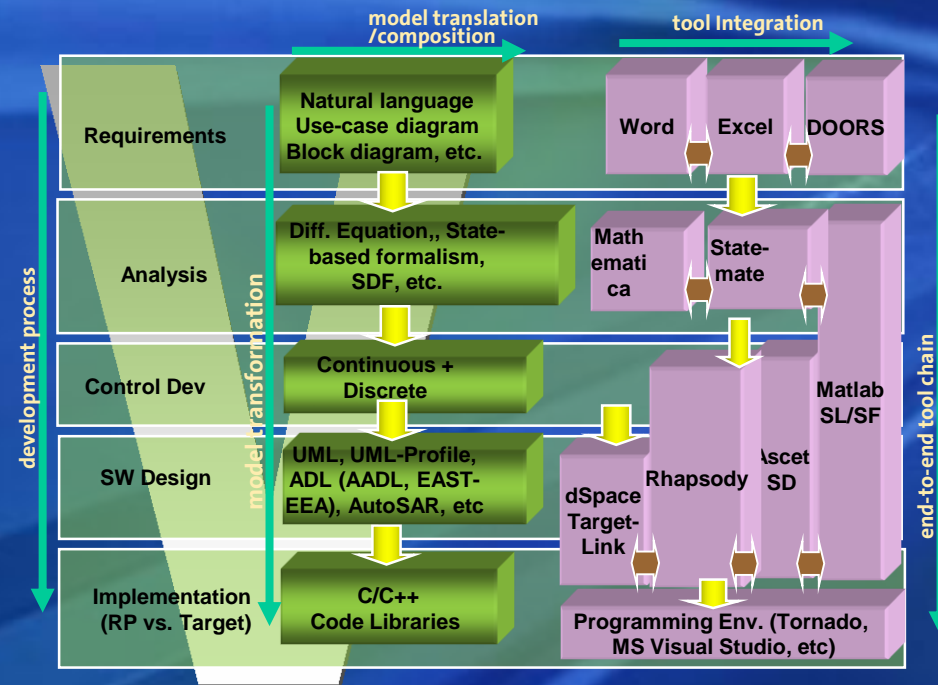 model translation
/composition
tool Integration
development process
model transformation
end-to-end tool chain
Requirements
Natural language
Use-case diagram
Block diagram, etc.
Word
Excel
DOORS
Analysis
Diff. Equation,, State-
based formalism,
SDF, etc.
Math
emati
ca
State-
mate
Matlab
SL/SF
Control Dev
Continuous +
Discrete
SW Design
UML, UML-Profile,
ADL (AADL, EAST-
EEA), AutoSAR, etc
dSpace
Target-
Link
Rhapsody
Ascet
SD
Implementation
(RP vs. Target)
C/C++
Code Libraries
Programming Env. (Tornado,
MS Visual Studio, etc)